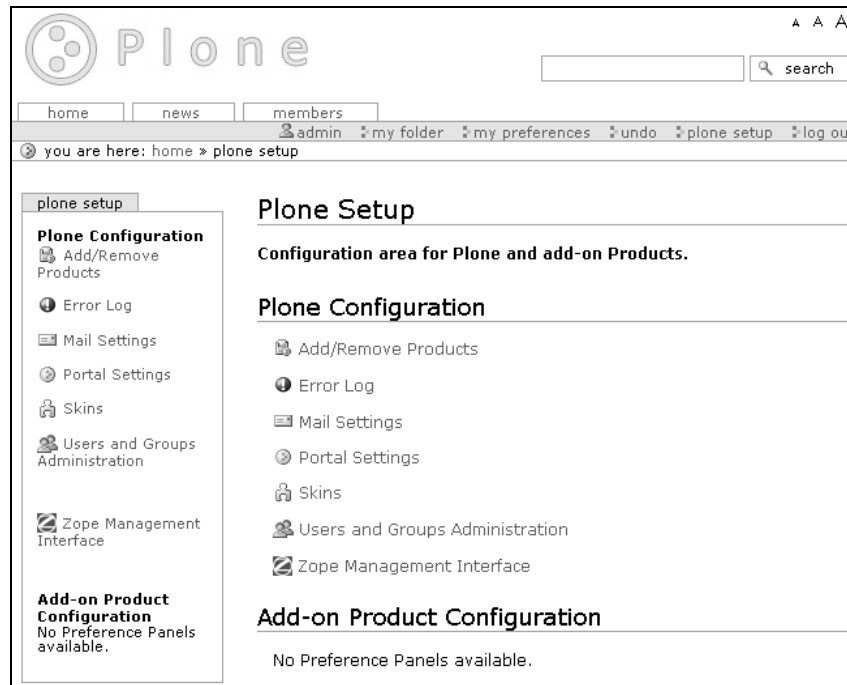 Plone
A A A
search
home news members
admin my folder my preferences undo plone setup log ou
you are here: home » plone setup
plone setup
Plone Configuration
Add/Remove
Products
Error Log
Mail Settings
Portal Settings
Skins
Users and Groups
Administration
Zope Management
Interface
Add-on Product
Configuration
No Preference Panels
available.
Plone Setup
Configuration area for Plone and add-on Products.
Plone Configuration
Add/Remove Products
Error Log
Mail Settings
Portal Settings
Skins
Users and Groups Administration
Zope Management Interface
Add-on Product Configuration
No Preference Panels available.